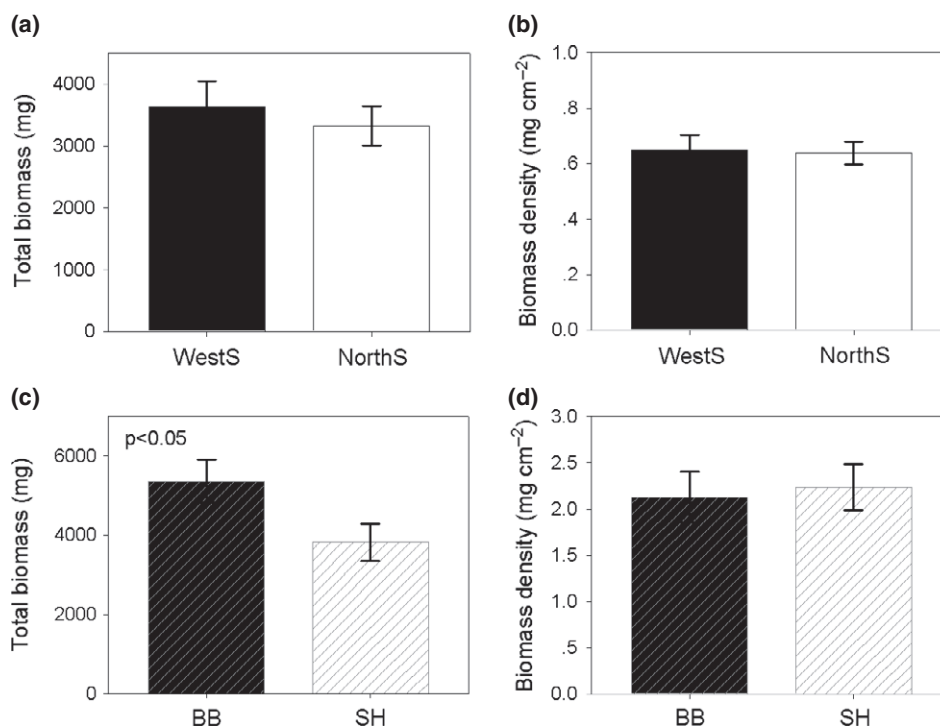 (a)
Total biomass (mg)
4000
3000
2000
1000
0
WestS NorthS
(b)
Biomass density (mg cm−2)
1.0
.8
.6
.4
.2
0.0
WestS NorthS
(c)
Total biomass (mg)
p<0.05
6000
4000
2000
0
BB SH
(d)
Biomass density (mg cm−2)
3.0
2.5
2.0
1.5
1.0
.5
0.0
BB SH